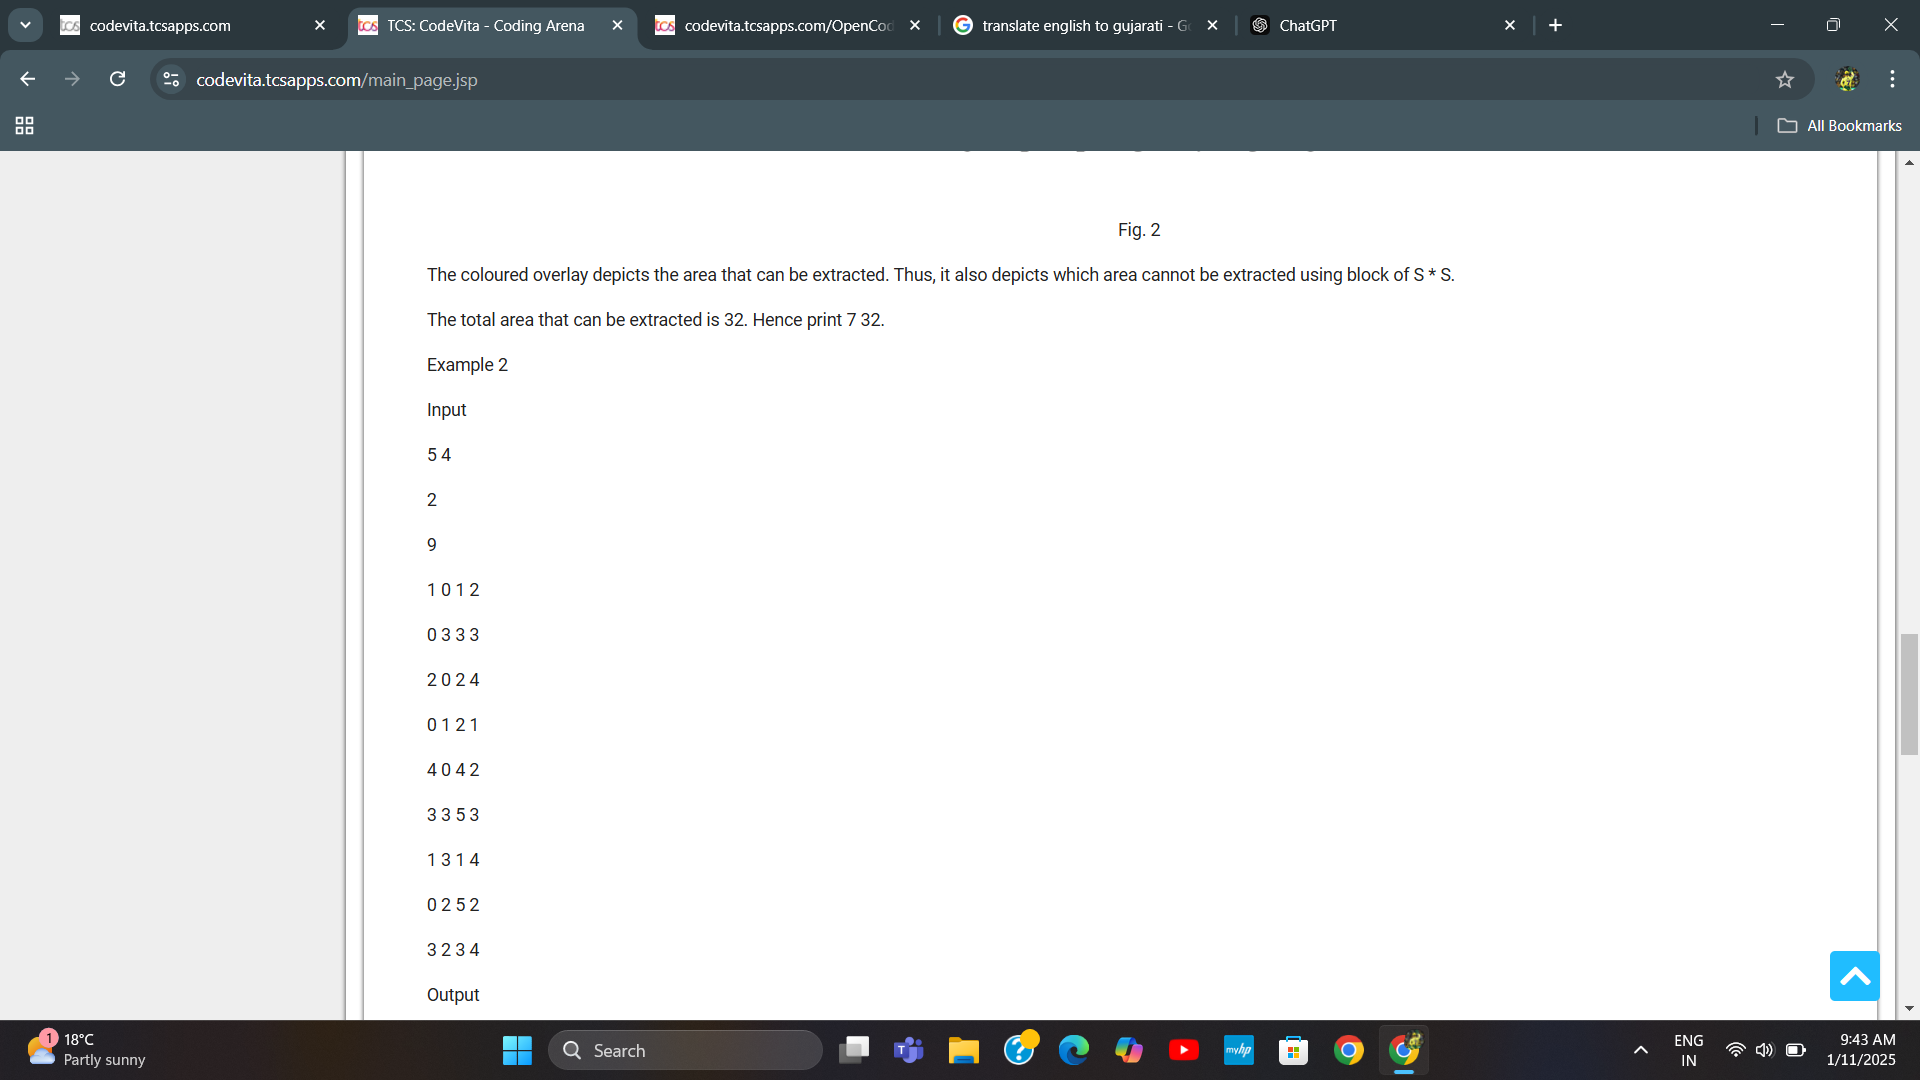 codevita.tcsapps.com
TCS: CodeVita - Coding Arena
codevita.tcsapps.com/OpenCod
translate english to gujarati - Go
ChatGPT
codevita.tcsapps.com/main_page.jsp
All Bookmarks
Fig. 2
The coloured overlay depicts the area that can be extracted. Thus, it also depicts which area cannot be extracted using block of S * S.
The total area that can be extracted is 32. Hence print 7 32.
Example 2
Input
5 4
2
9
1 0 1 2
0 3 3 3
2 0 2 4
0 1 2 1
4 0 4 2
3 3 5 3
1 3 1 4
0 2 5 2
3 2 3 4
Output
1
18°C
Partly sunny
Search
myhp
ENG
IN
9:43 AM
1/11/2025